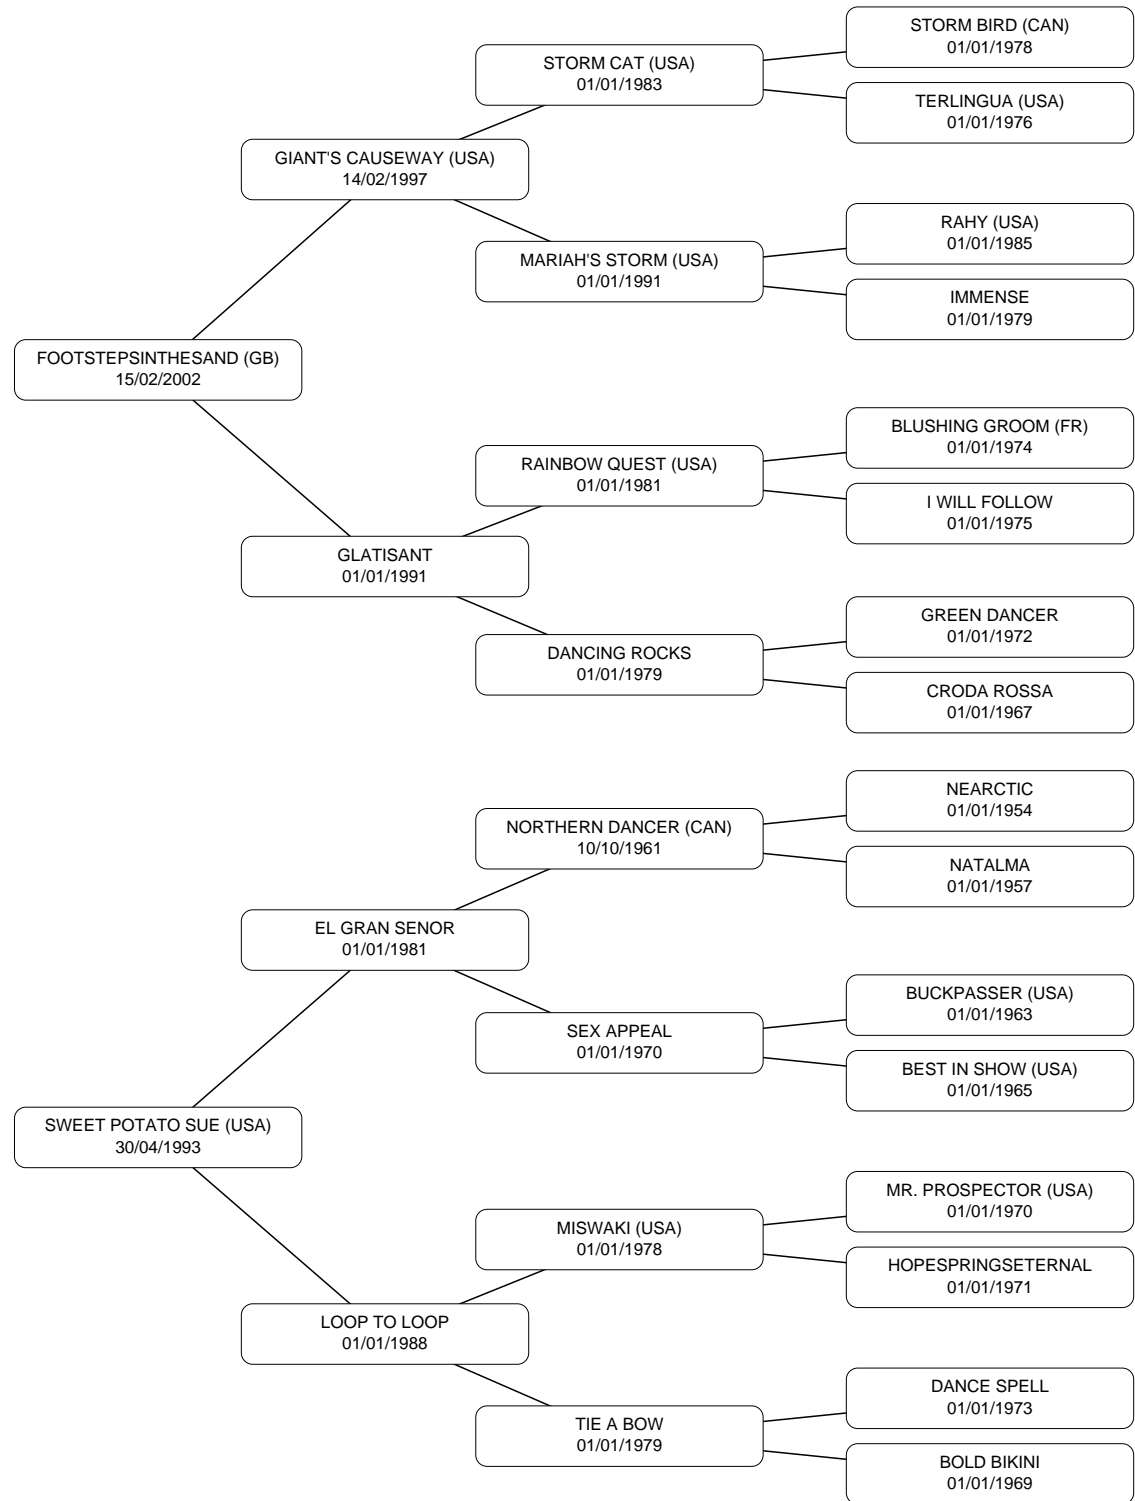 STORM BIRD (CAN)
01/01/1978
STORM CAT (USA)
01/01/1983
TERLINGUA (USA)
01/01/1976
GIANT'S CAUSEWAY (USA)
14/02/1997
RAHY (USA)
01/01/1985
MARIAH'S STORM (USA)
01/01/1991
IMMENSE
01/01/1979
FOOTSTEPSINTHESAND (GB)
15/02/2002
BLUSHING GROOM (FR)
01/01/1974
RAINBOW QUEST (USA)
01/01/1981
I WILL FOLLOW
01/01/1975
GLATISANT
01/01/1991
GREEN DANCER
01/01/1972
DANCING ROCKS
01/01/1979
CRODA ROSSA
01/01/1967
NEARCTIC
01/01/1954
NORTHERN DANCER (CAN)
10/10/1961
NATALMA
01/01/1957
EL GRAN SENOR
01/01/1981
BUCKPASSER (USA)
01/01/1963
SEX APPEAL
01/01/1970
BEST IN SHOW (USA)
01/01/1965
SWEET POTATO SUE (USA)
30/04/1993
MR. PROSPECTOR (USA)
01/01/1970
MISWAKI (USA)
01/01/1978
HOPESPRINGSETERNAL
01/01/1971
LOOP TO LOOP
01/01/1988
DANCE SPELL
01/01/1973
TIE A BOW
01/01/1979
BOLD BIKINI
01/01/1969